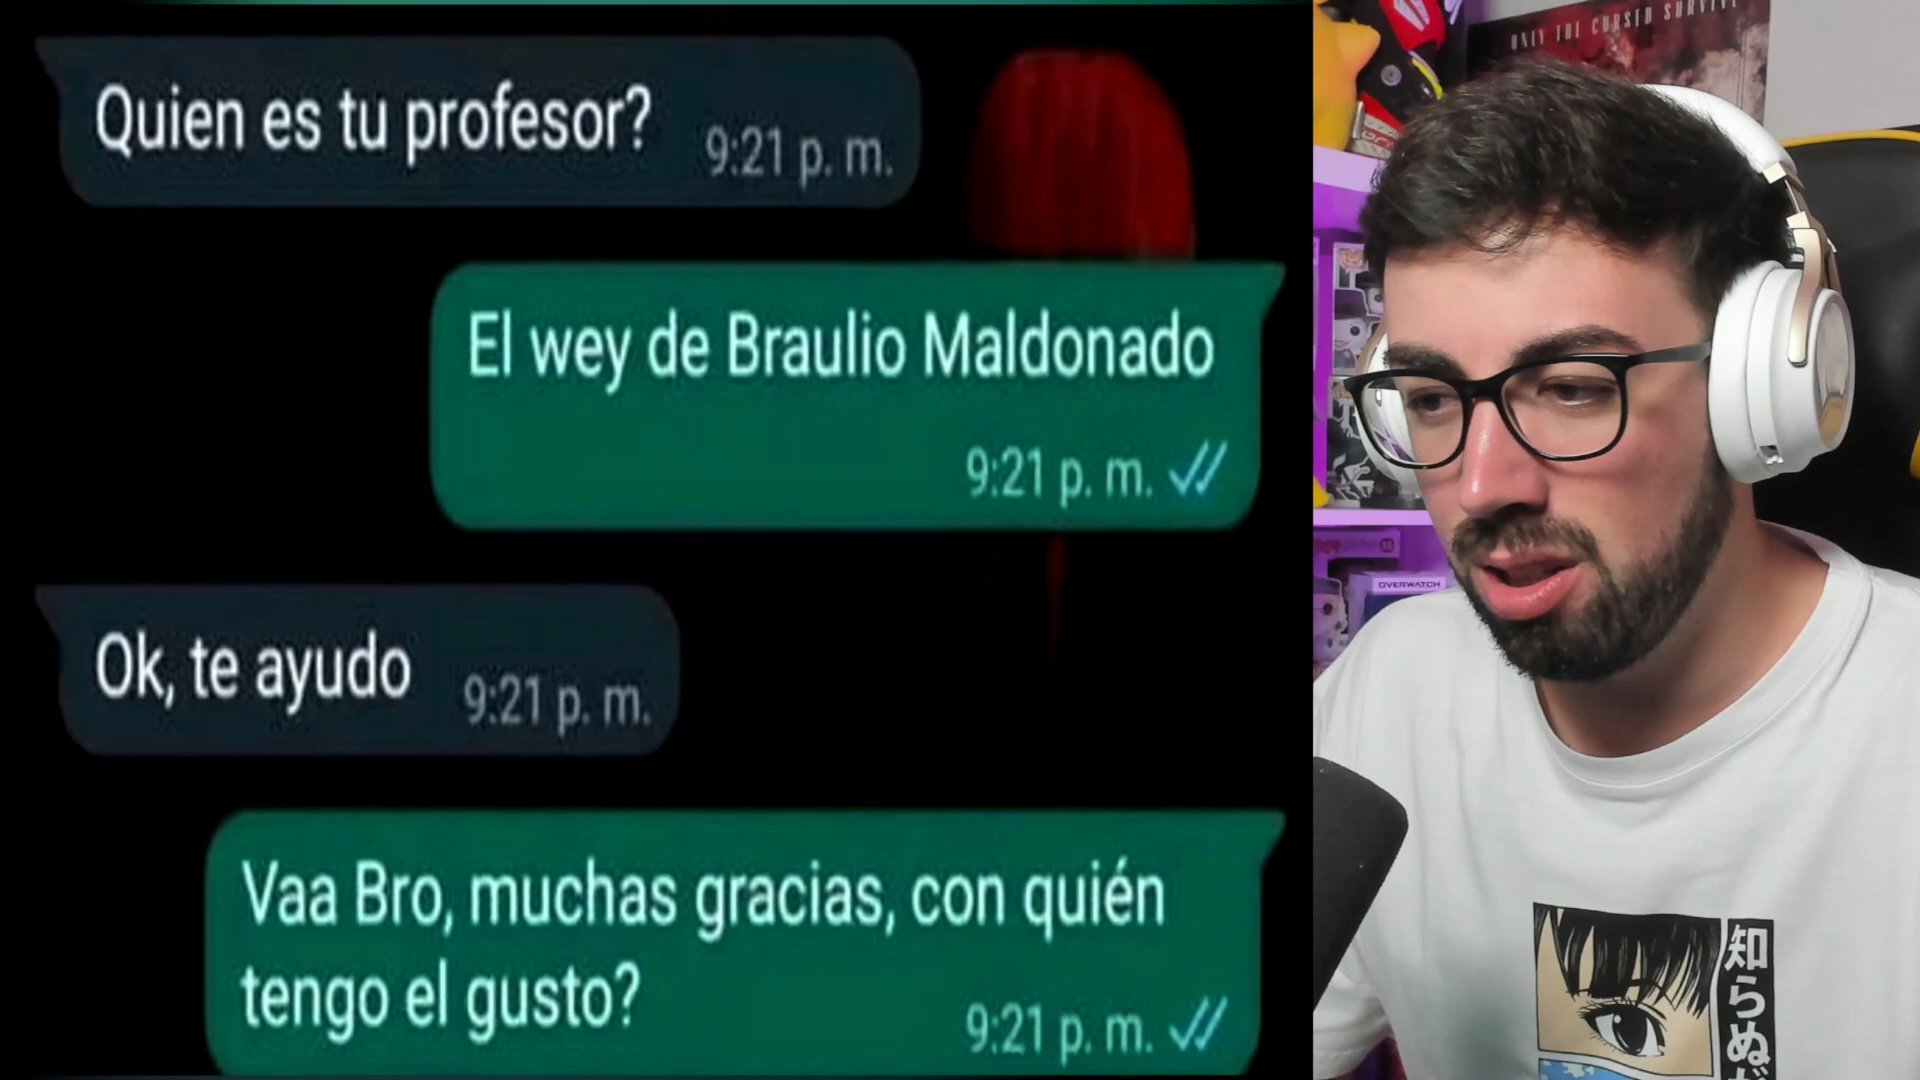 Quien es tu profesor?
9:21 p. m.
El wey de Braulio Maldonado
9:21 p. m.
Ok, te ayudo
9:21 p. m.
Vaa Bro, muchas gracias, con quién
tengo el gusto?
9:21 p. m.
ONLY THE CURSED SURVIVE
OVERWATCH
知らぬ